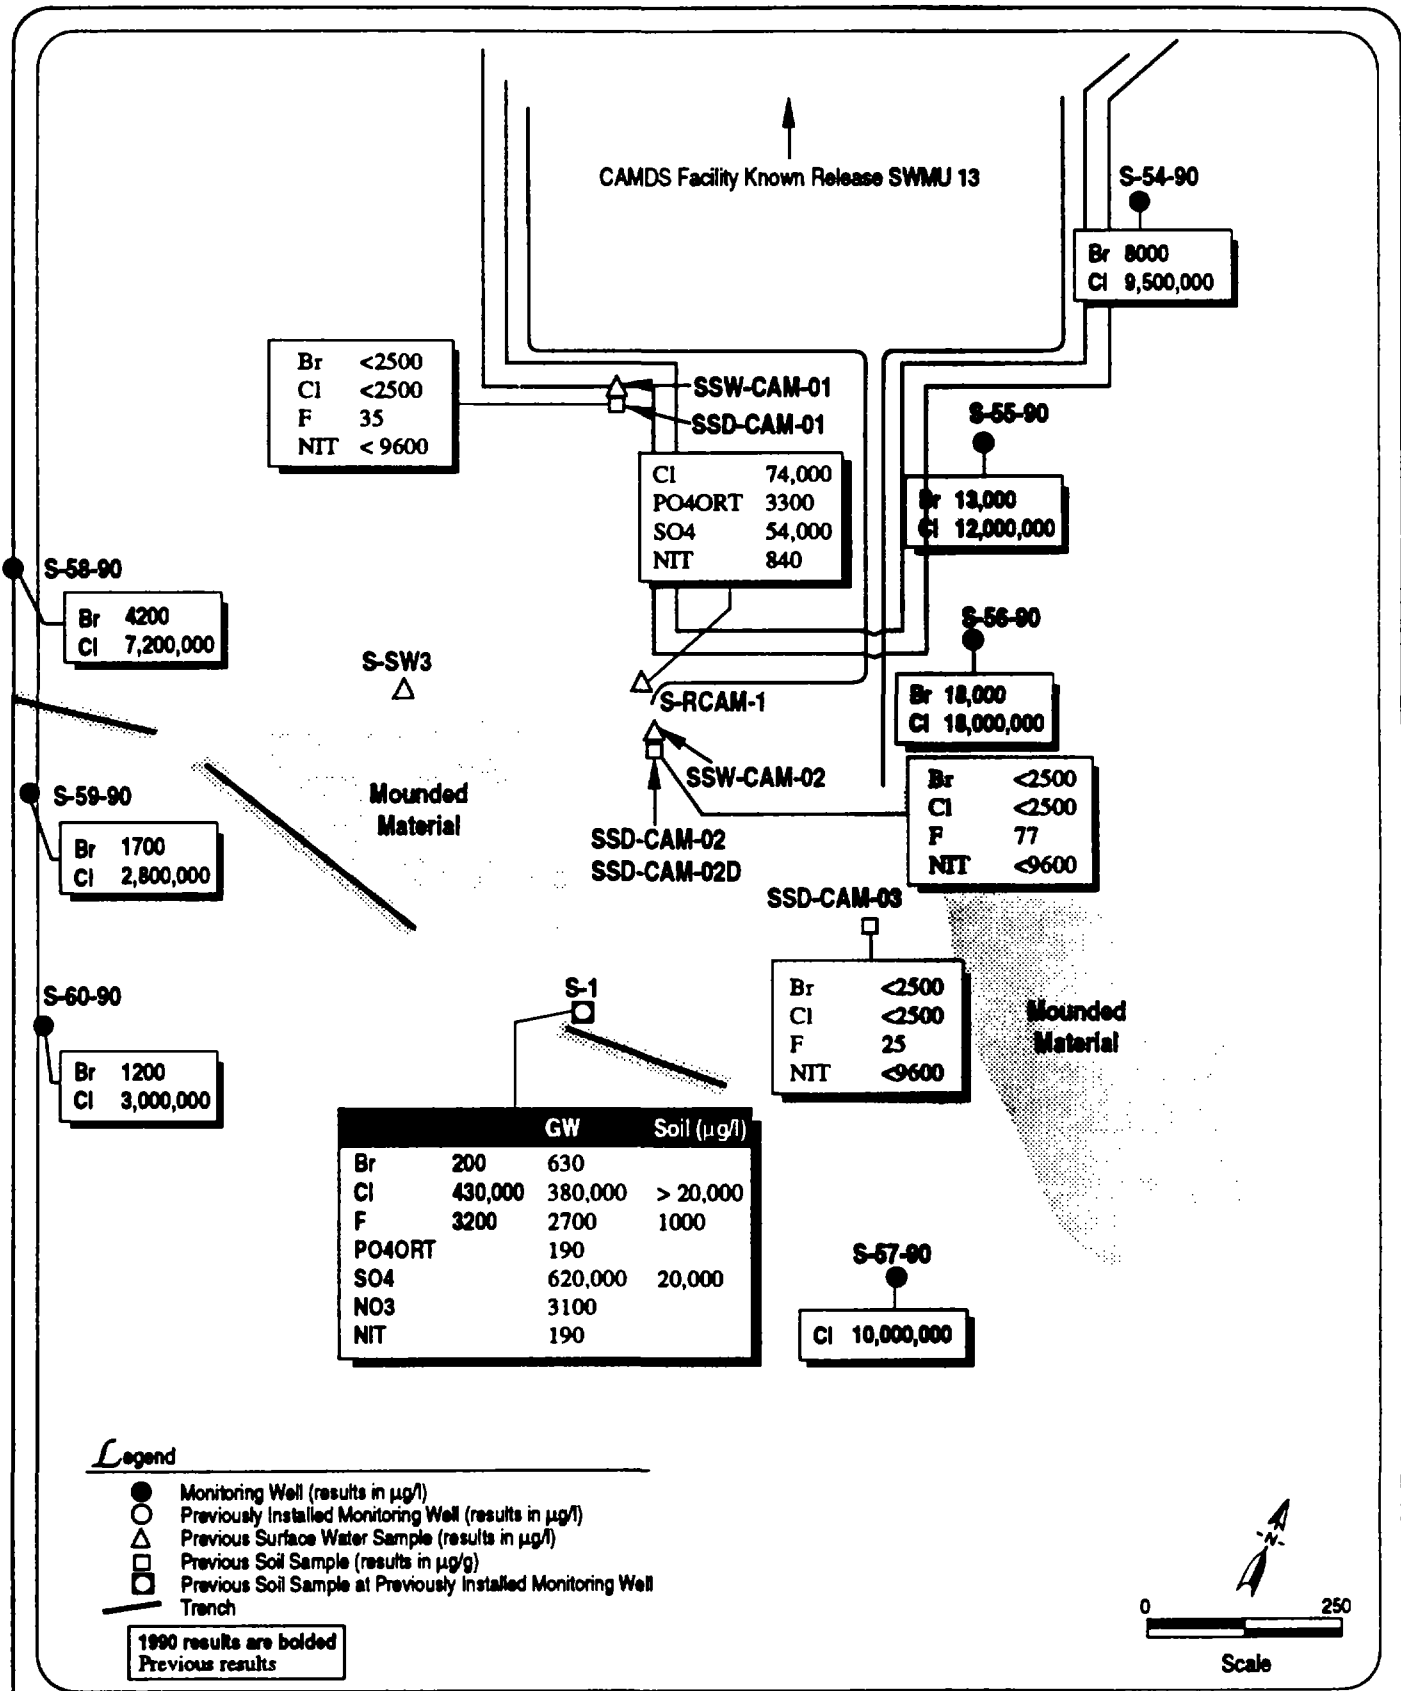 CAMDS Facility Known Release SWMU 13
S-54-90
Br 8000
Cl 9,500,000
Br <2500
Cl <2500
F 35
NIT < 9600
SSW-CAM-01
SSD-CAM-01
S-55-90
Br 13,000
Cl 12,000,000
Cl 74,000
PO4ORT 3300
SO4 54,000
NIT 840
S-58-90
Br 4200
Cl 7,200,000
S-SW3
S-56-90
Br 18,000
Cl 18,000,000
S-RCAM-1
SSW-CAM-02
Br <2500
Cl <2500
F 77
NIT <9600
S-59-90
Br 1700
Cl 2,800,000
Mounded
Material
SSD-CAM-02
SSD-CAM-02D
SSD-CAM-03
Br <2500
Cl <2500
F 25
NIT <9600
Mounded
Material
S-60-90
Br 1200
Cl 3,000,000
S-1
GW Soil (µg/l)
Br 200 630
Cl 430,000 380,000 > 20,000
F 3200 2700 1000
PO4ORT 190
SO4 620,000 20,000
NO3 3100
NIT 190
S-57-90
Cl 10,000,000
Legend
Monitoring Well (results in µg/l)
Previously Installed Monitoring Well (results in µg/l)
Previous Surface Water Sample (results in µg/l)
Previous Soil Sample (results in µg/g)
Previous Soil Sample at Previously Installed Monitoring Well
Trench
1990 results are bolded
Previous results
-N-
0 250
Scale